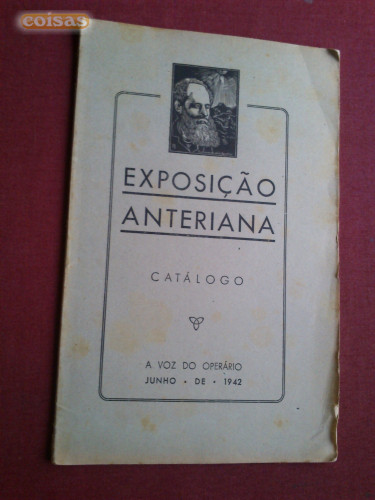 coisas
EXPOSIÇÃO
ANTERIANA
CATÁLOGO
A VOZ DO OPERÁRIO
JUNHO • DE • 1942